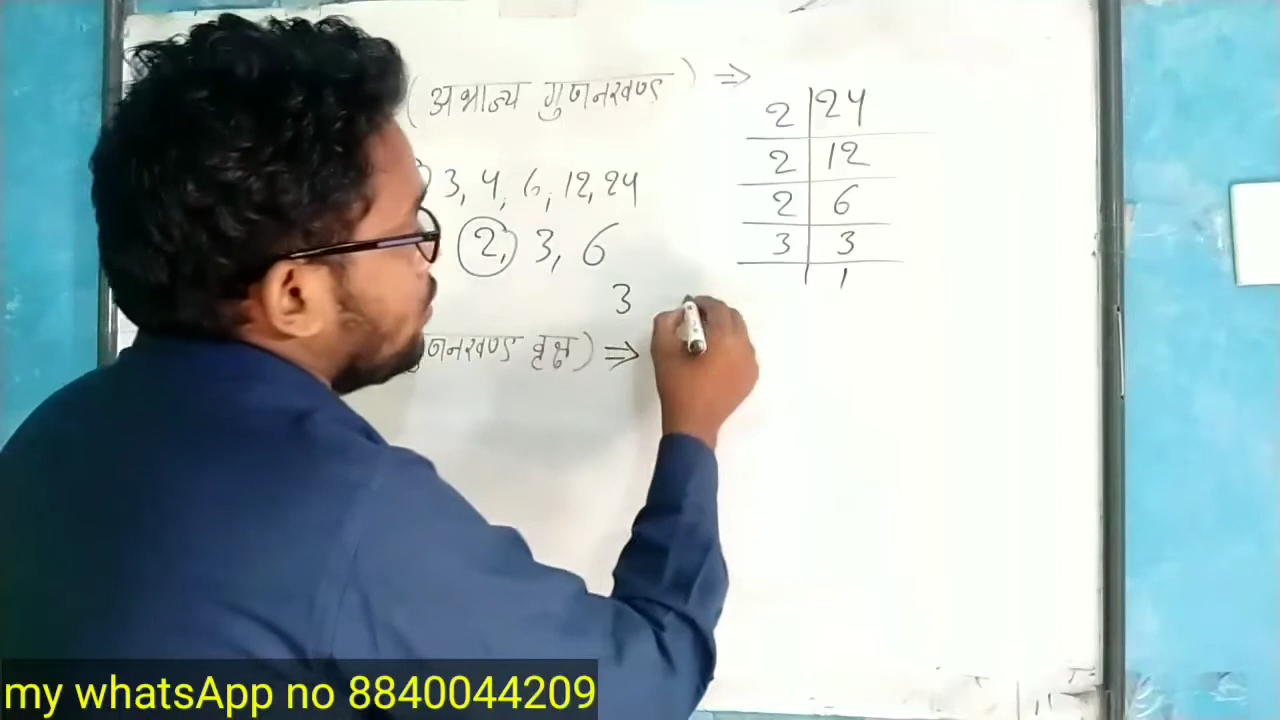 (अभाज्य गुणनखण्ड) ⇒
3, 4, 6, 12, 24
2, 3, 6
3
गुणनखण्ड वृक्ष) ⇒
2 | 24
2 | 12
2 | 6
3 | 3
| 1
my whatsApp no 8840044209